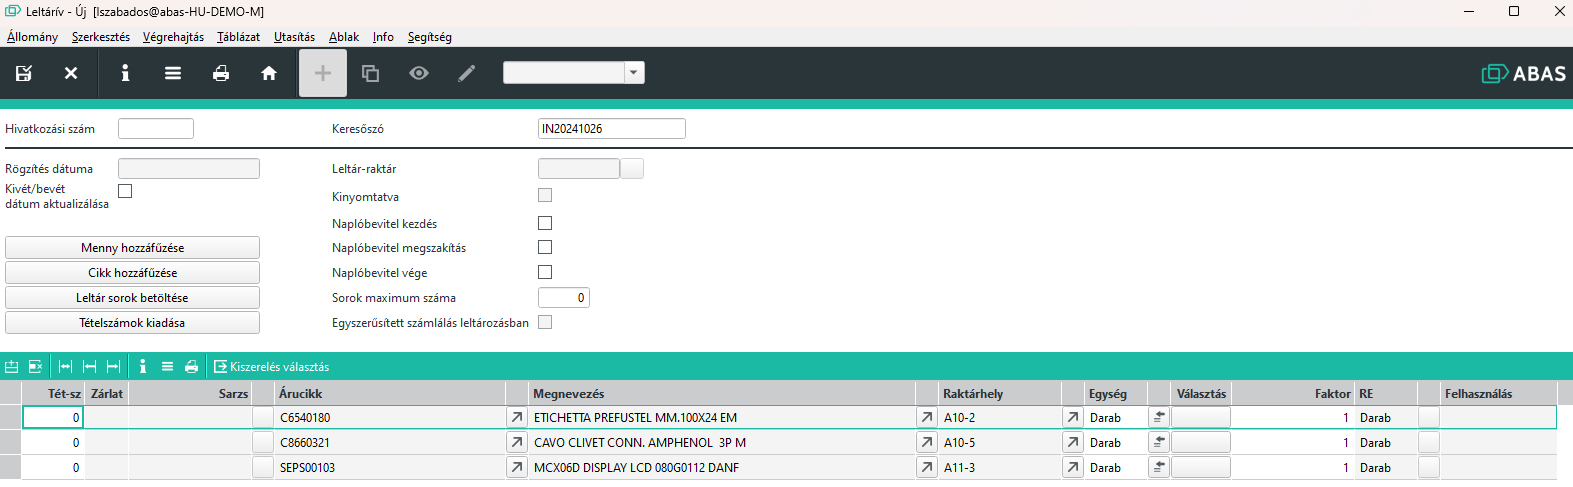 Leltárív - Új [lszabados@abas-HU-DEMO-M]
Állomány Szerkesztés Végrehajtás Táblázat Utasítás Ablak Info Segítség
ABAS
Hivatkozási szám Keresőszó IN20241026
Rögzítés dátuma Leltár-raktár
Kivét/bevét
dátum aktualizálása
Kinyomtatva
Naplóbevitel kezdés
Menny hozzáfűzése Naplóbevitel megszakítás
Cikk hozzáfűzése Naplóbevitel vége
Leltár sorok betöltése Sorok maximum száma 0
Tételszámok kiadása Egyszerűsített számlálás leltározásban
Kiszerelés választás
Tét-sz Zárlat Sarzs Árucikk Megnevezés Raktárhely Egység Választás Faktor RE Felhasználás
0 C6540180 ETICHETTA PREFUSTEL MM.100X24 EM A10-2 Darab 1 Darab
0 C8660321 CAVO CLIVET CONN. AMPHENOL 3P M A10-5 Darab 1 Darab
0 SEPS00103 MCX06D DISPLAY LCD 080G0112 DANF A11-3 Darab 1 Darab